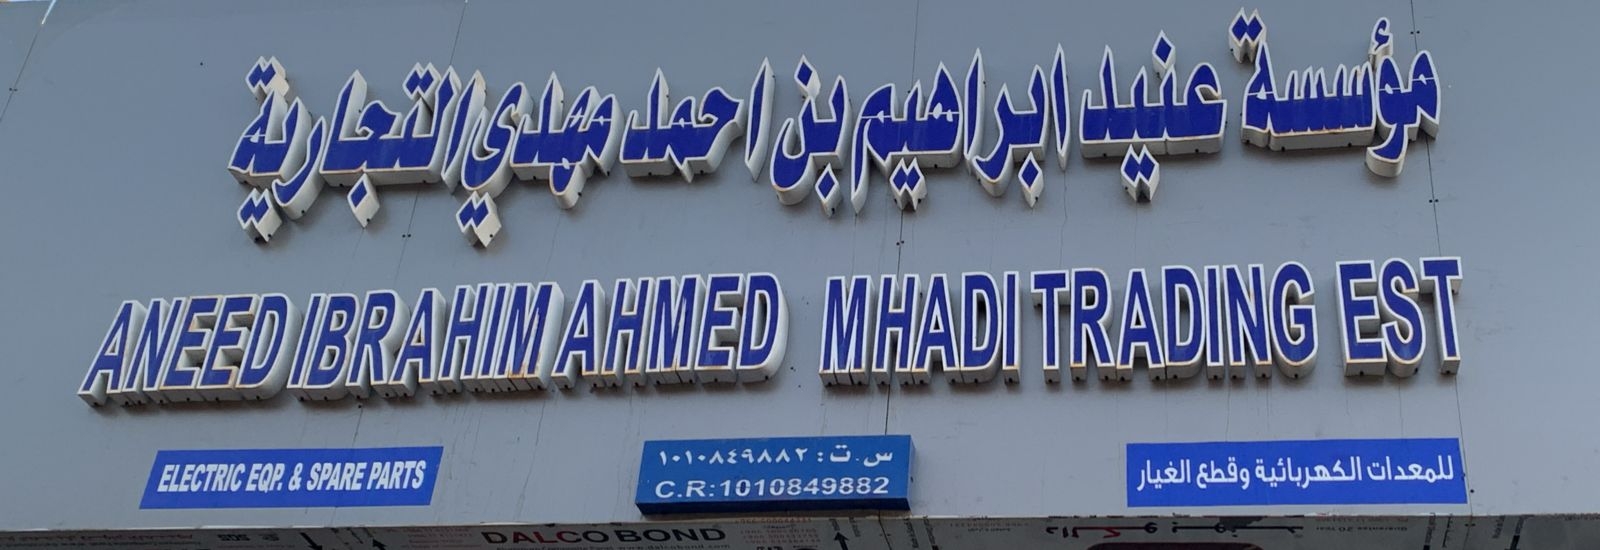 مؤسسة عنيد ابراهيم بن احمد مهدي التجارية
ANEED IBRAHIM AHMED MHADI TRADING EST
ELECTRIC EQP. & SPARE PARTS
س.ت: ١٠١٠٨٤٩٨٨٢
C.R:1010849882
للمعدات الكهربائية وقطع الغيار
DALCO BOND